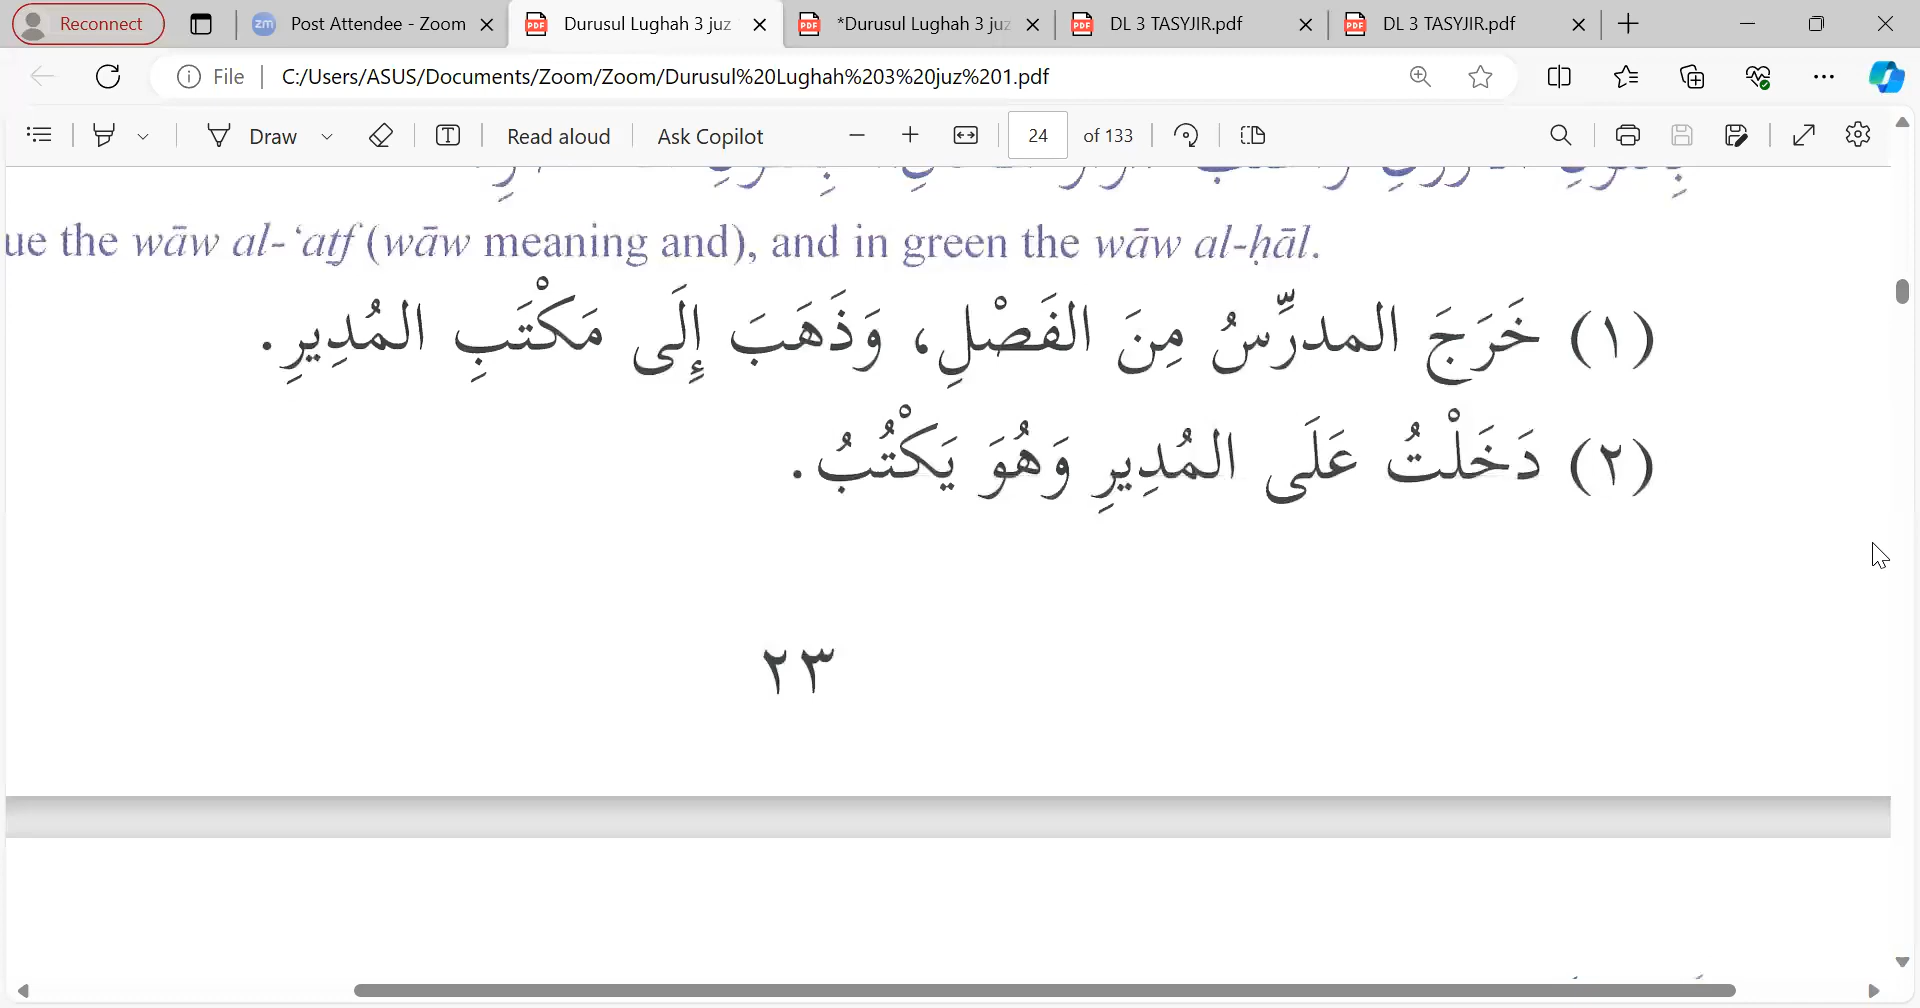 Reconnect
Post Attendee - Zoom
Durusul Lughah 3 juz
*Durusul Lughah 3 juz
DL 3 TASYJIR.pdf
DL 3 TASYJIR.pdf
File
C:/Users/ASUS/Documents/Zoom/Zoom/Durusul%20Lughah%203%20juz%201.pdf
Draw
Read aloud
Ask Copilot
24 of 133
ue the wāw al-‘atf (wāw meaning and), and in green the wāw al-ḥāl.
(١) خَرَجَ المدرِّسُ مِنَ الفَصْلِ، وَذَهَبَ إِلَى مَكْتَبِ المُدِيرِ.
(٢) دَخَلْتُ عَلَى المُدِيرِ وَهُوَ يَكْتُبُ.
٢٣